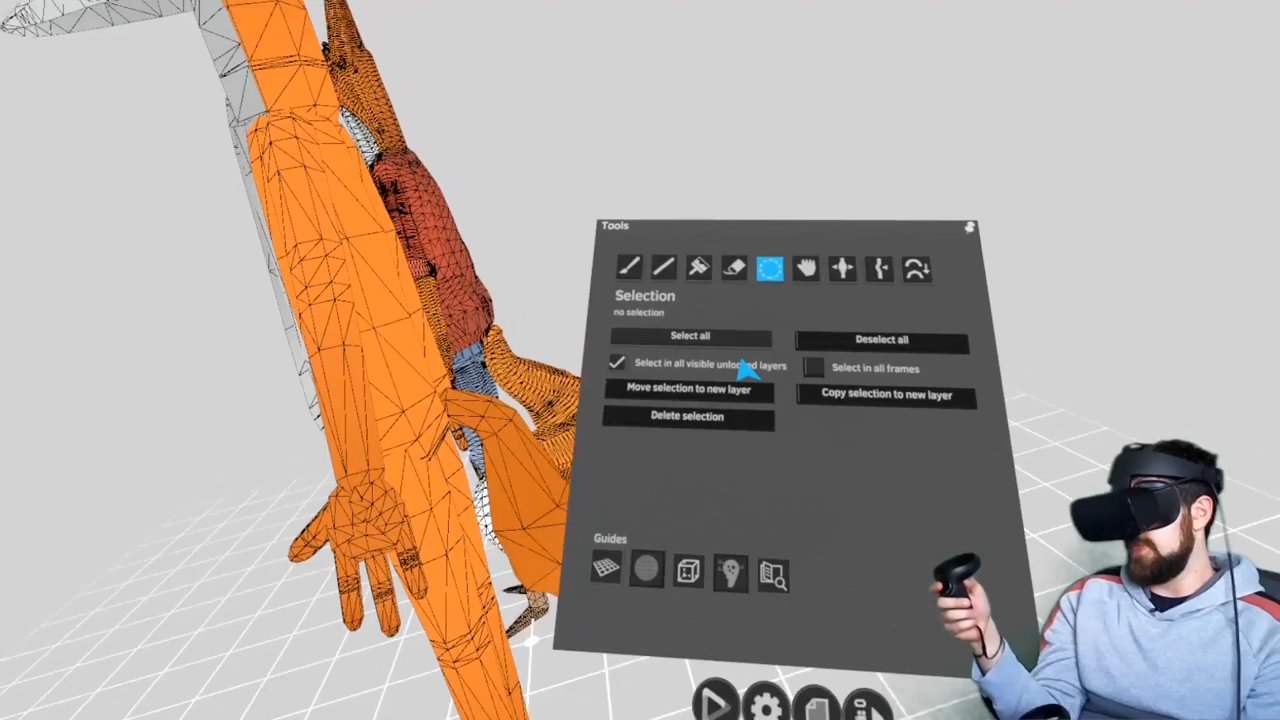 Tools
Selection
no selection
Select all
Deselect all
Select in all visible unlocked layers
Select in all frames
Move selection to new layer
Copy selection to new layer
Delete selection
Guides